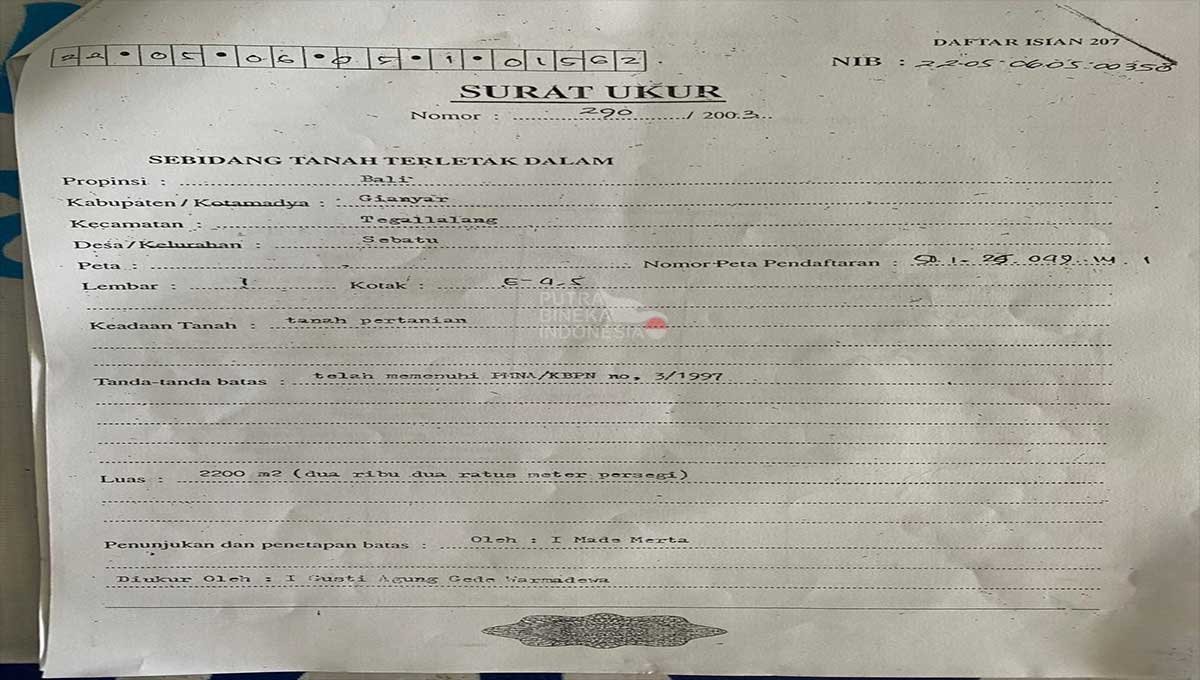 DAFTAR ISIAN 207
22.05.06.05.1.01562
NIB : 22.05.06.05.00358
SURAT UKUR
Nomor : 290 / 2003
SEBIDANG TANAH TERLETAK DALAM
Propinsi : Bali
Kabupaten / Kotamadya : Gianyar
Kecamatan : Tegallalang
Desa/Kelurahan : Sebatu
Peta : Nomor Peta Pendaftaran :
Lembar : 1 Kotak : E-4.5
PUTRA
BINEKA
INDONESIA
Keadaan Tanah : tanah pertanian
Tanda-tanda batas : telah memenuhi PMNA/KBPN no. 3/1997
Luas : 2200 m2 (dua ribu dua ratus meter persegi)
Penunjukan dan penetapan batas : Oleh : I Made Merta
Diukur Oleh : I Gusti Agung Gede Warmadewa